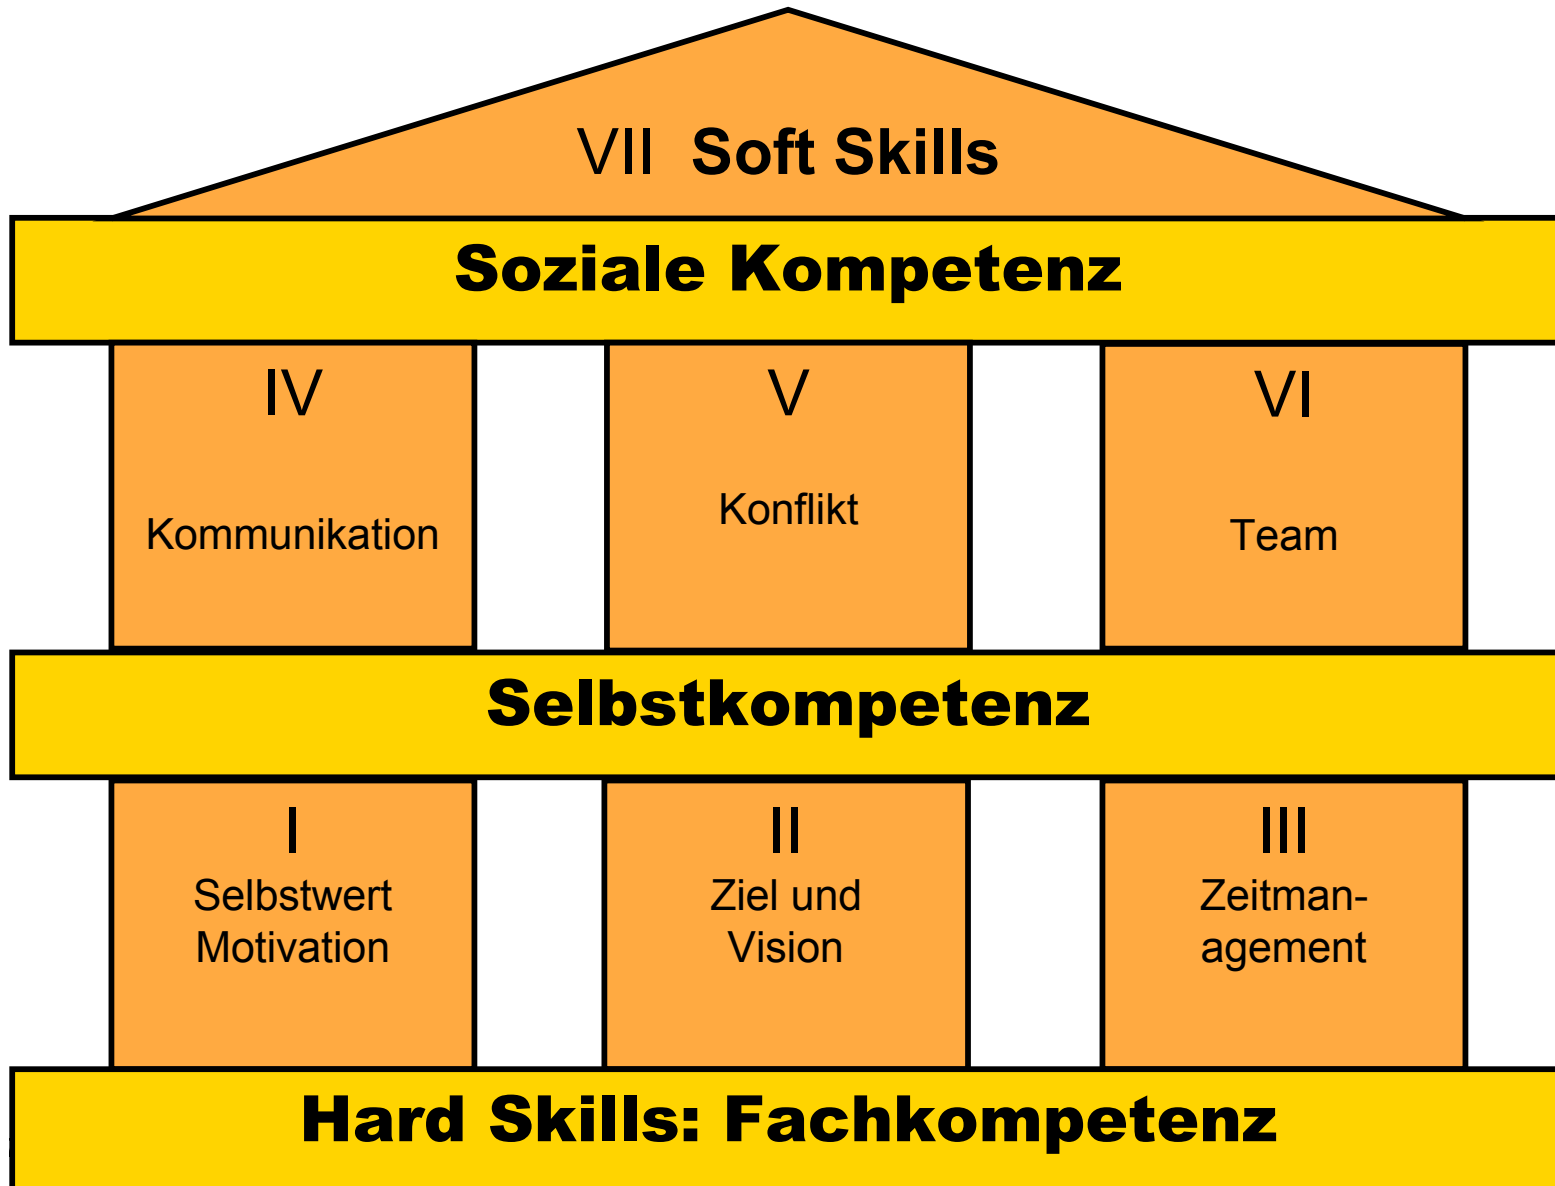 VII Soft Skills
Soziale Kompetenz
IV
Kommunikation
V
Konflikt
VI
Team
Selbstkompetenz
I
Selbstwert
Motivation
II
Ziel und
Vision
III
Zeitman-
agement
Hard Skills: Fachkompetenz